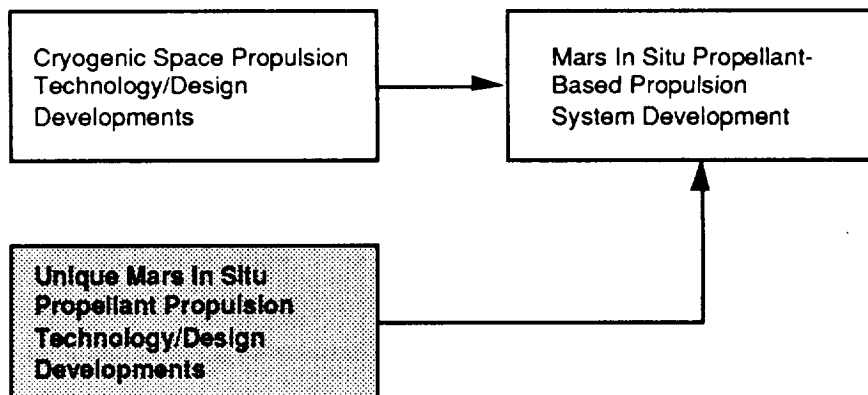 Cryogenic Space Propulsion
Technology/Design
Developments
Mars In Situ Propellant-
Based Propulsion
System Development
Unique Mars In Situ
Propellant Propulsion
Technology/Design
Developments